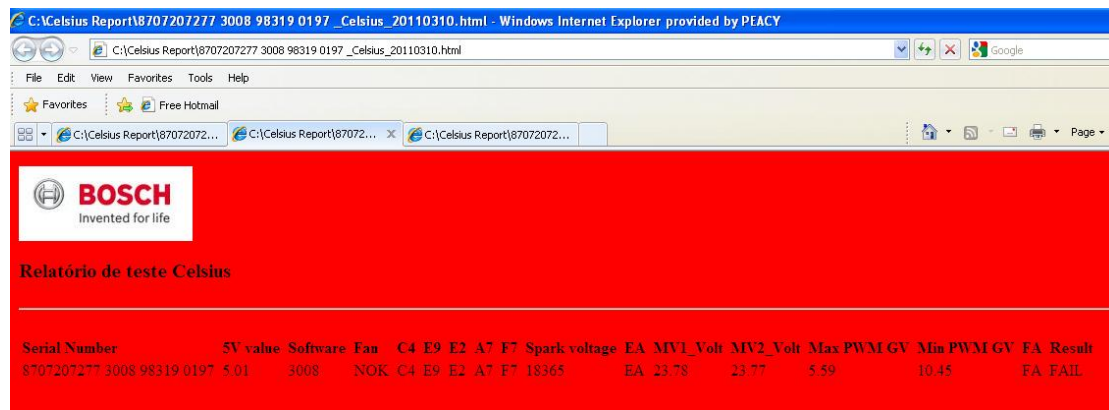 C:\Celsius Report\8707207277 3008 98319 0197 _Celsius_20110310.html - Windows Internet Explorer provided by PEACY
C:\Celsius Report\8707207277 3008 98319 0197 _Celsius_20110310.html
Google
File Edit View Favorites Tools Help
Favorites Free Hotmail
C:\Celsius Report\87072072... C:\Celsius Report\87072... X C:\Celsius Report\87072072... Page
BOSCH
Invented for life
Relatório de teste Celsius
Serial Number 5V value Software Fan C4 E9 E2 A7 F7 Spark voltage EA MV1_Volt MV2_Volt Max PWM GV Min PWM GV FA Result
8707207277 3008 98319 0197 5.01 3008 NOK C4 E9 E2 A7 F7 18365 EA 23.78 23.77 5.59 10.45 FA FAIL